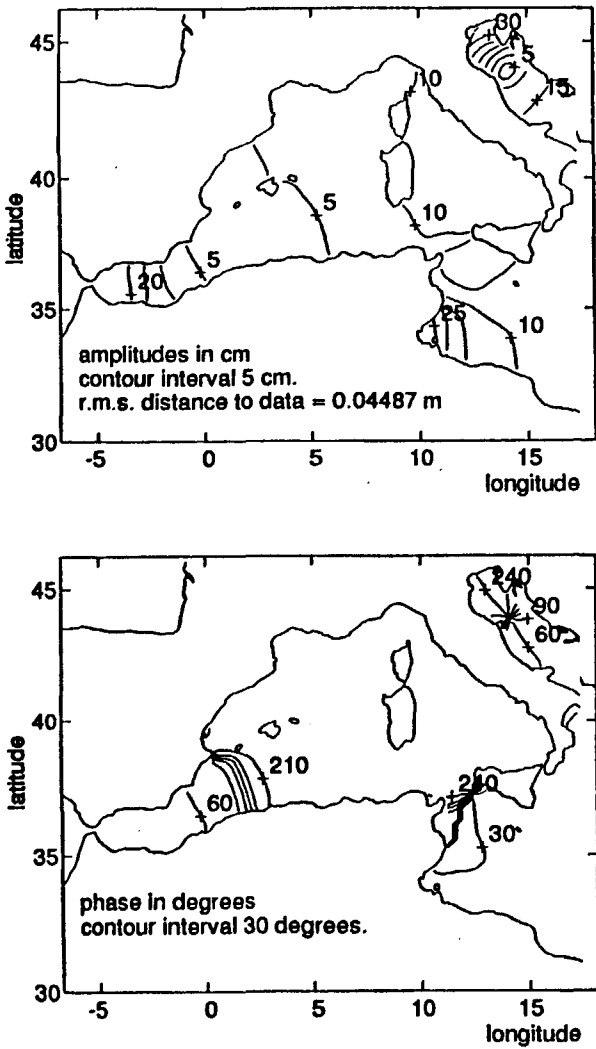 45
40
35
30
latitude
30
5
15
10
5
10
20
5
25
10
amplitudes in cm
contour interval 5 cm.
r.m.s. distance to data = 0.04487 m
-5 0 5 10 15
longitude
45
40
35
30
latitude
240
90
60
210
60
240
30
phase in degrees
contour interval 30 degrees.
-5 0 5 10 15
longitude